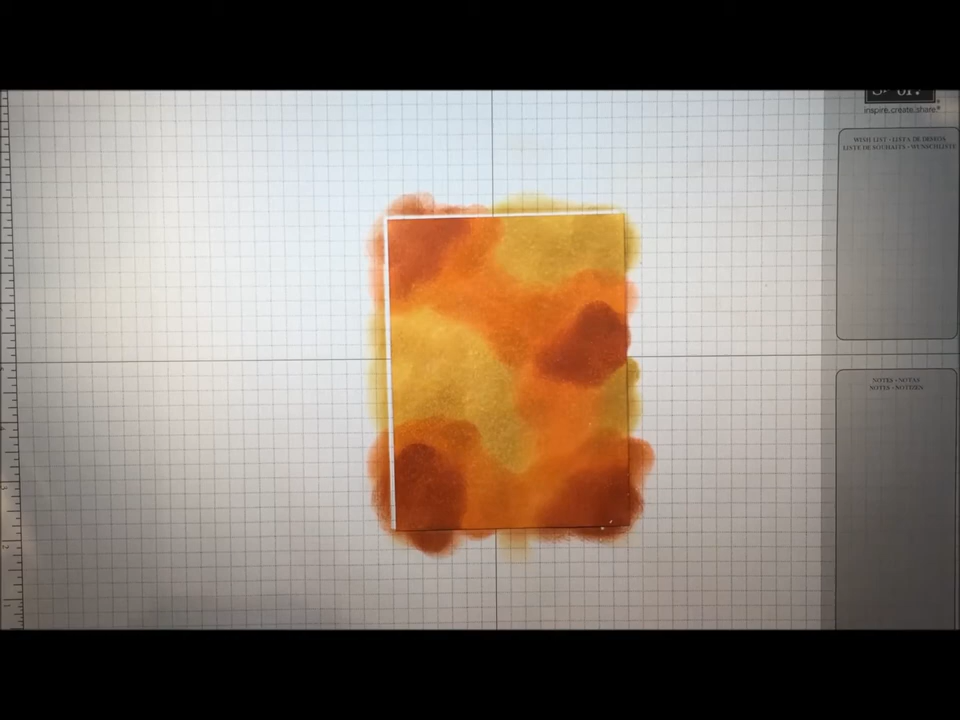 inspire.create.share.®
WISH LIST • LISTA DE DESEOS
LISTE DE SOUHAITS • WUNSCHLISTE
NOTES • NOTAS
NOTES • NOTIZEN